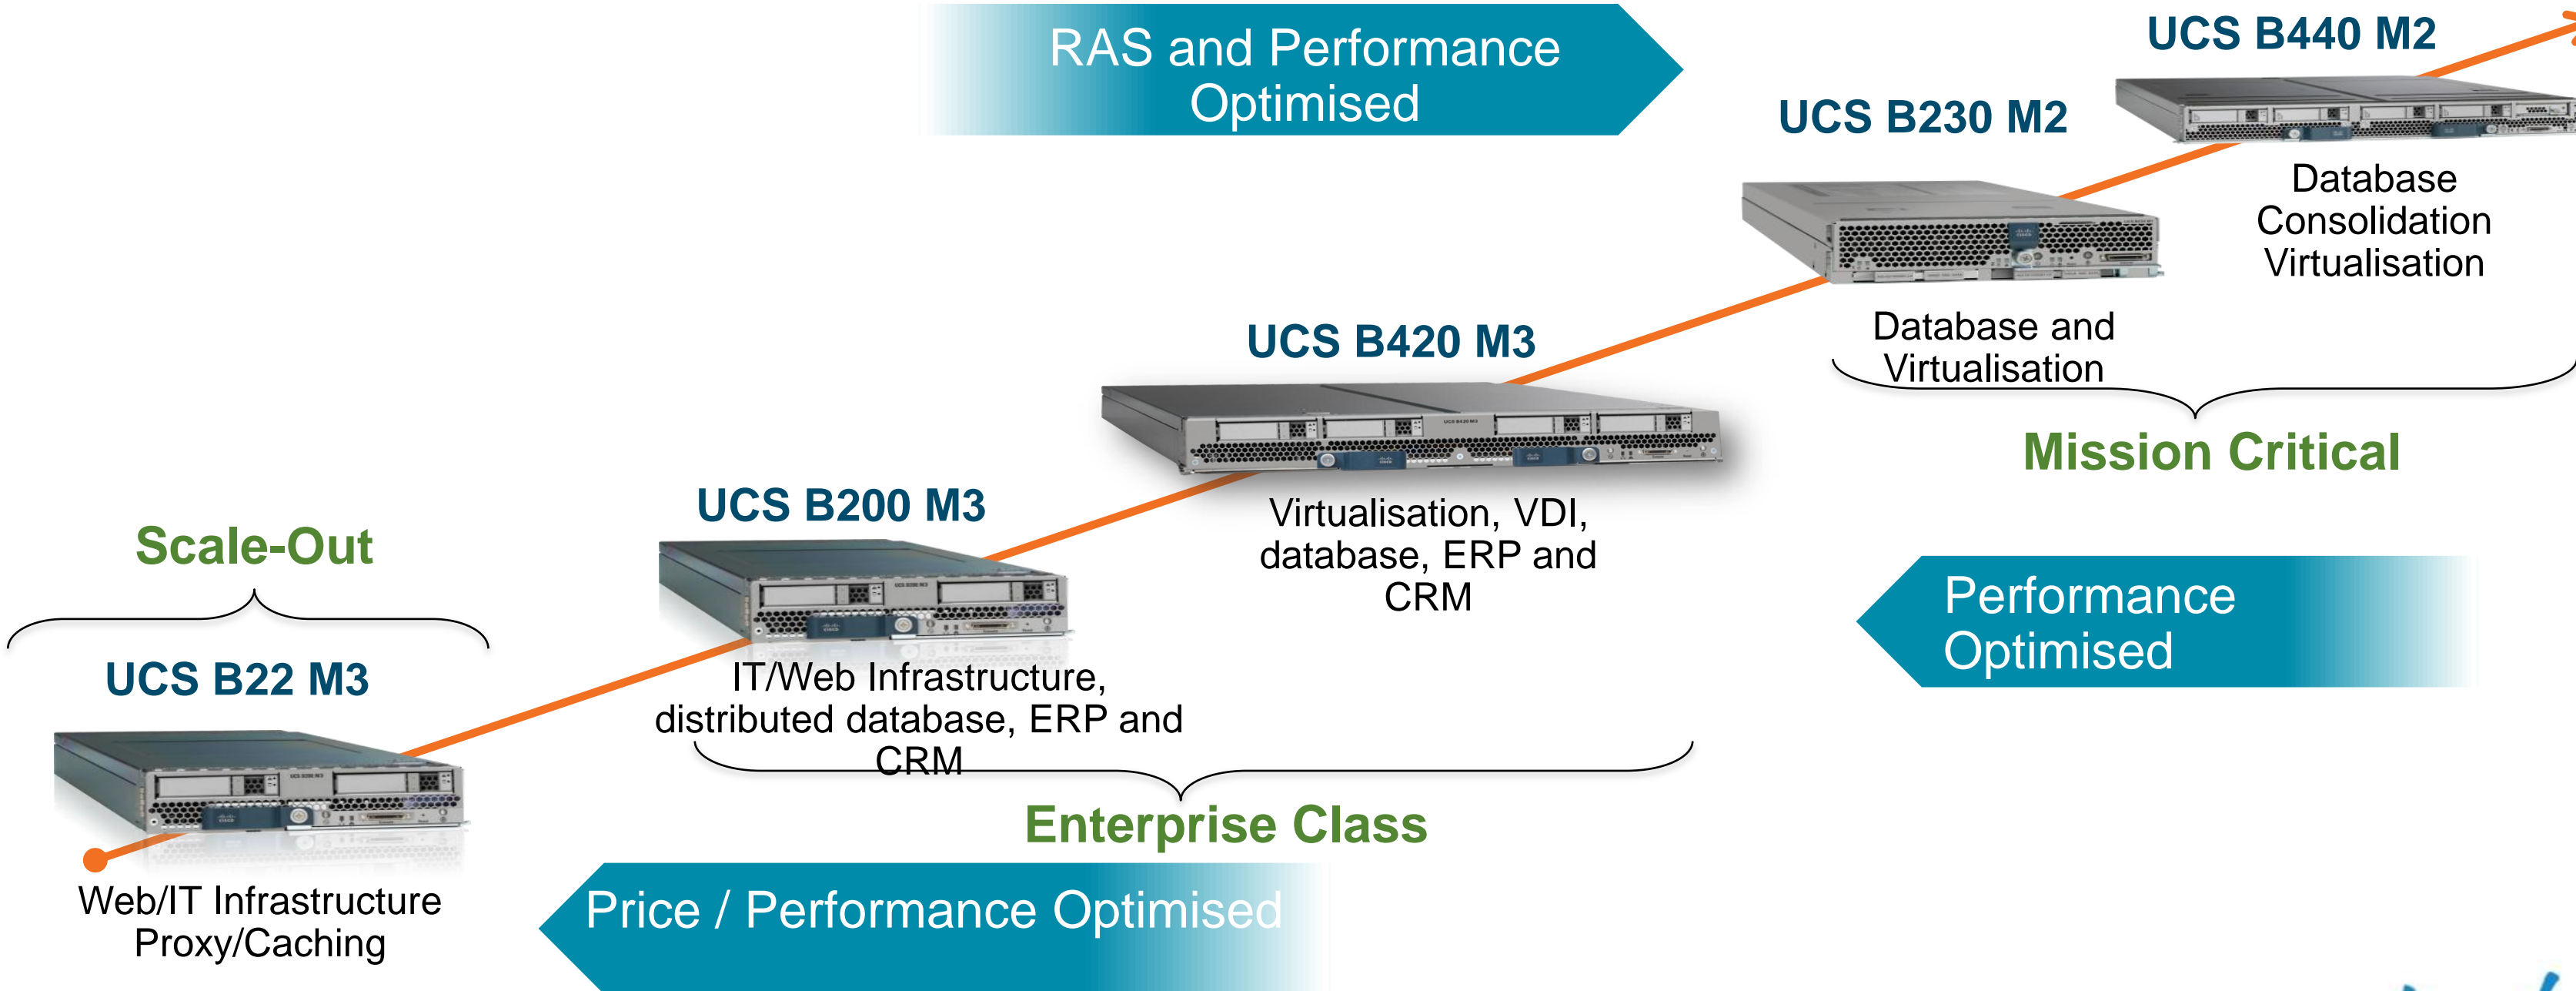 RAS and Performance
Optimised
UCS B440 M2
UCS B230 M2
Database
Consolidation
Virtualisation
Database and
Virtualisation
Mission Critical
UCS B420 M3
Virtualisation, VDI,
database, ERP and
CRM
Performance
Optimised
UCS B200 M3
IT/Web Infrastructure,
distributed database, ERP and
CRM
Enterprise Class
Scale-Out
UCS B22 M3
Web/IT Infrastructure
Proxy/Caching
Price / Performance Optimised